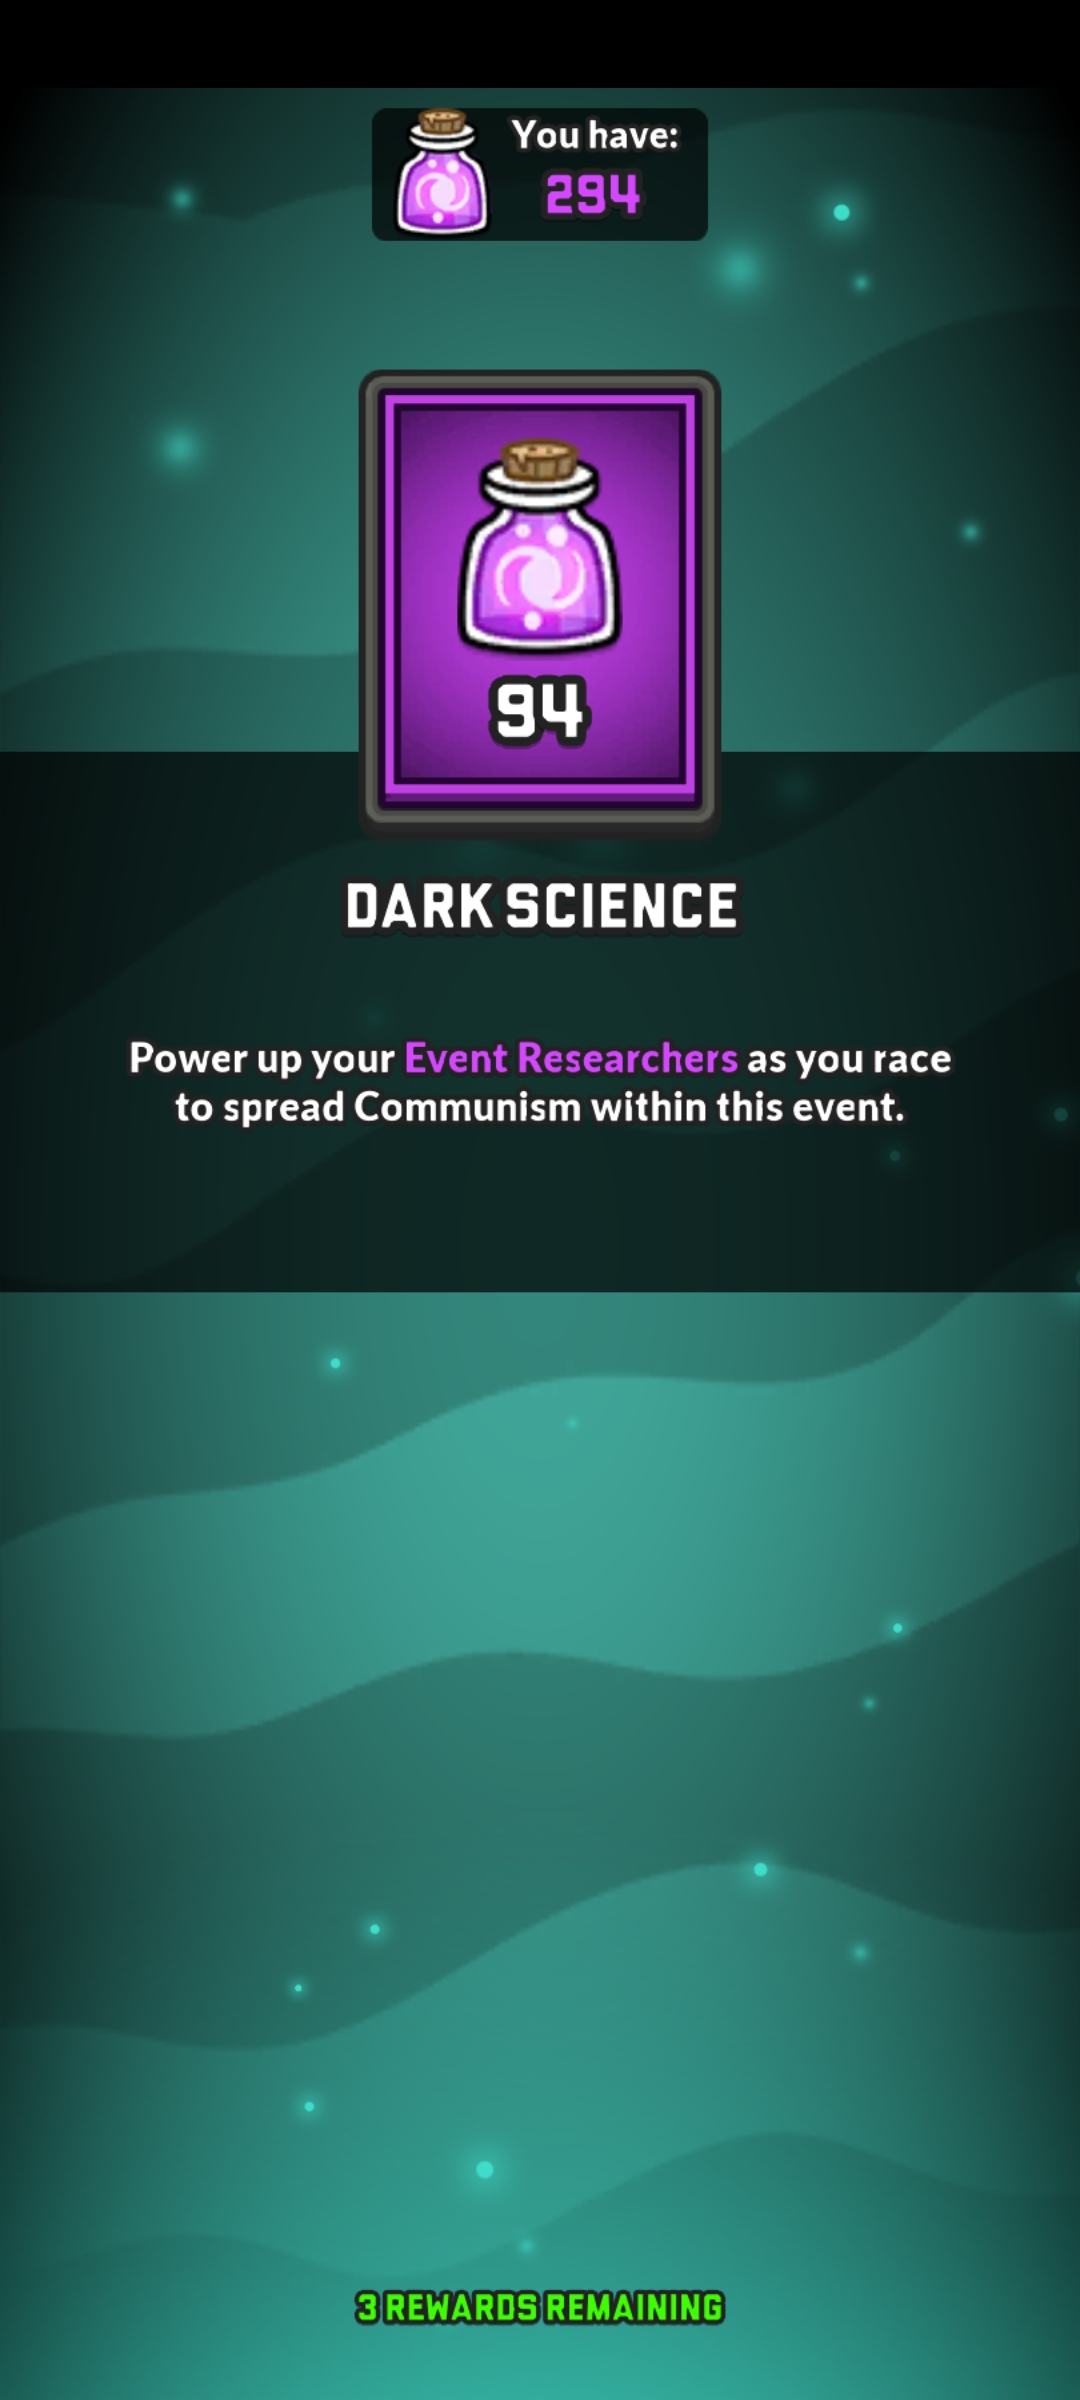 You have:
294
94
DARK SCIENCE
Power up your Event Researchers as you race
to spread Communism within this event.
3 REWARDS REMAINING